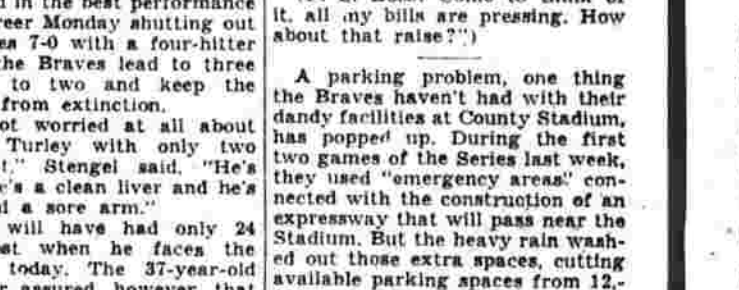 in the best performance
reer Monday shutting out
es 7-0 with a four-hitter
he Braves lead to three
to two and keep the
from extinction.
ot worried at all about
Turley with only two
t," Stengel said. "He's
e's a clean liver and he's
d a sore arm."
will have had only 24
st when he faces the
today. The 37-year-old
assured, however, that
it, all my bills are pressing. How
about that raise?")
A parking problem, one thing
the Braves haven't had with their
dandy facilities at County Stadium,
has popped up. During the first
two games of the Series last week,
they used "emergency areas" con-
nected with the construction of an
expressway that will pass near the
Stadium. But the heavy rain wash-
ed out those extra spaces, cutting
available parking spaces from 12,-